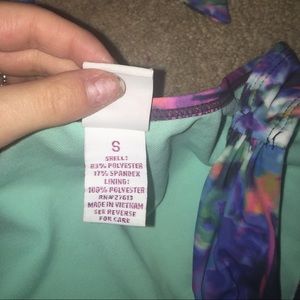 S
SHELL:
83% POLYESTER
17% SPANDEX
LINING:
100% POLYESTER
RN#27613
MADE IN VIETNAM
SEE REVERSE
FOR CARE